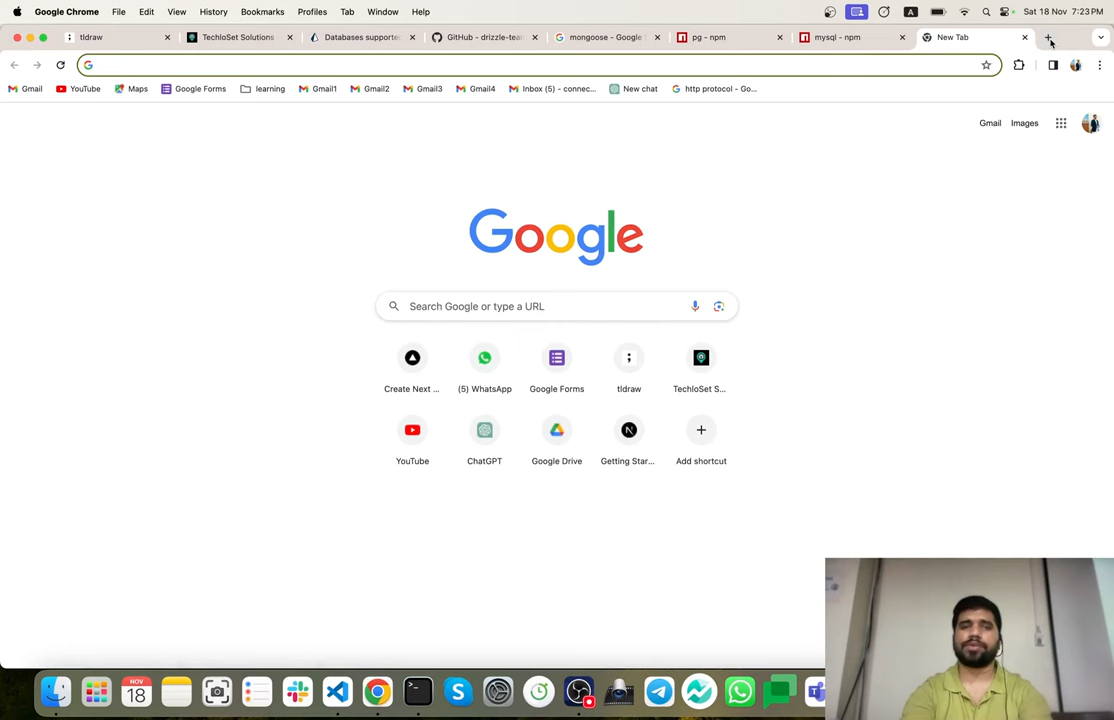 Google Chrome File Edit View History Bookmarks Profiles Tab Window Help A Sat 18 Nov 7:23 PM
tldraw TechloSet Solutions Databases supporte GitHub - drizzle-tea mongoose - Google S pg - npm mysql - npm New Tab
Gmail YouTube Maps Google Forms learning Gmail1 Gmail2 Gmail3 Gmail4 Inbox (5) - connec... New chat http protocol - Go...
Gmail Images
Google
Search Google or type a URL
Create Next ... (5) WhatsApp Google Forms tldraw TechloSet S...
YouTube ChatGPT Google Drive Getting Star... Add shortcut
NOV
18